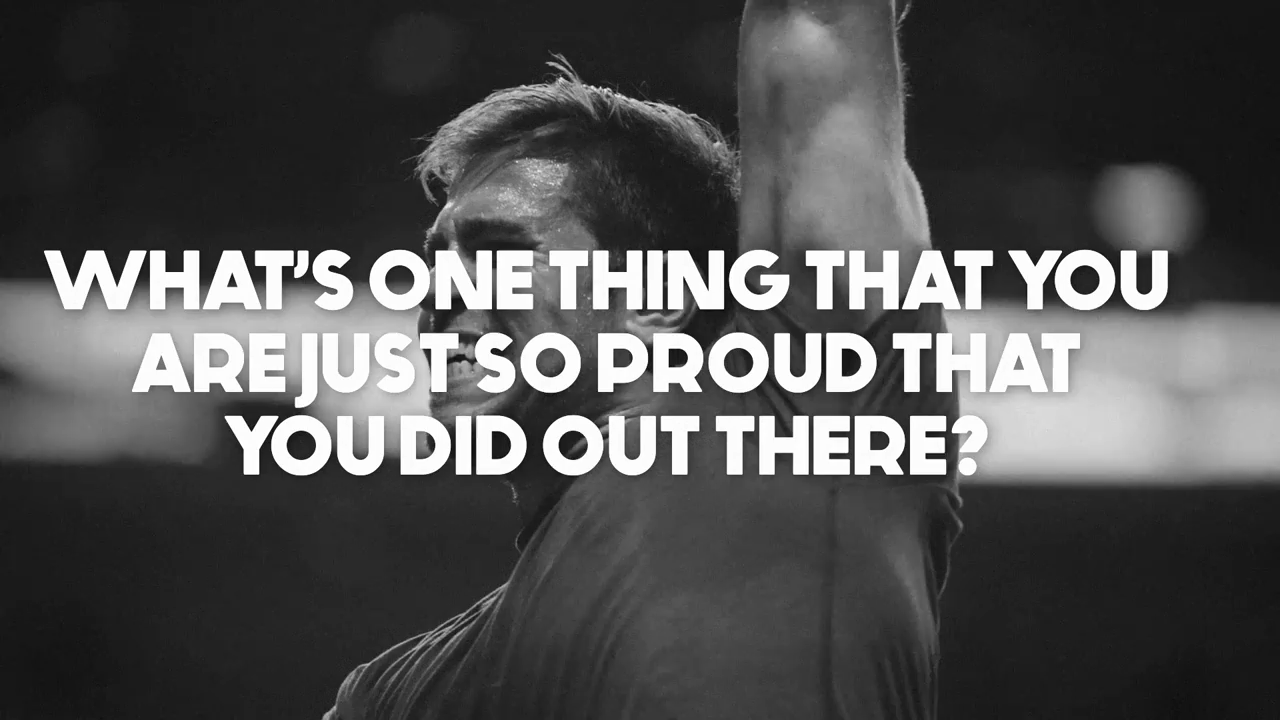 WHAT'S ONE THING THAT YOU
ARE JUST SO PROUD THAT
YOU DID OUT THERE?